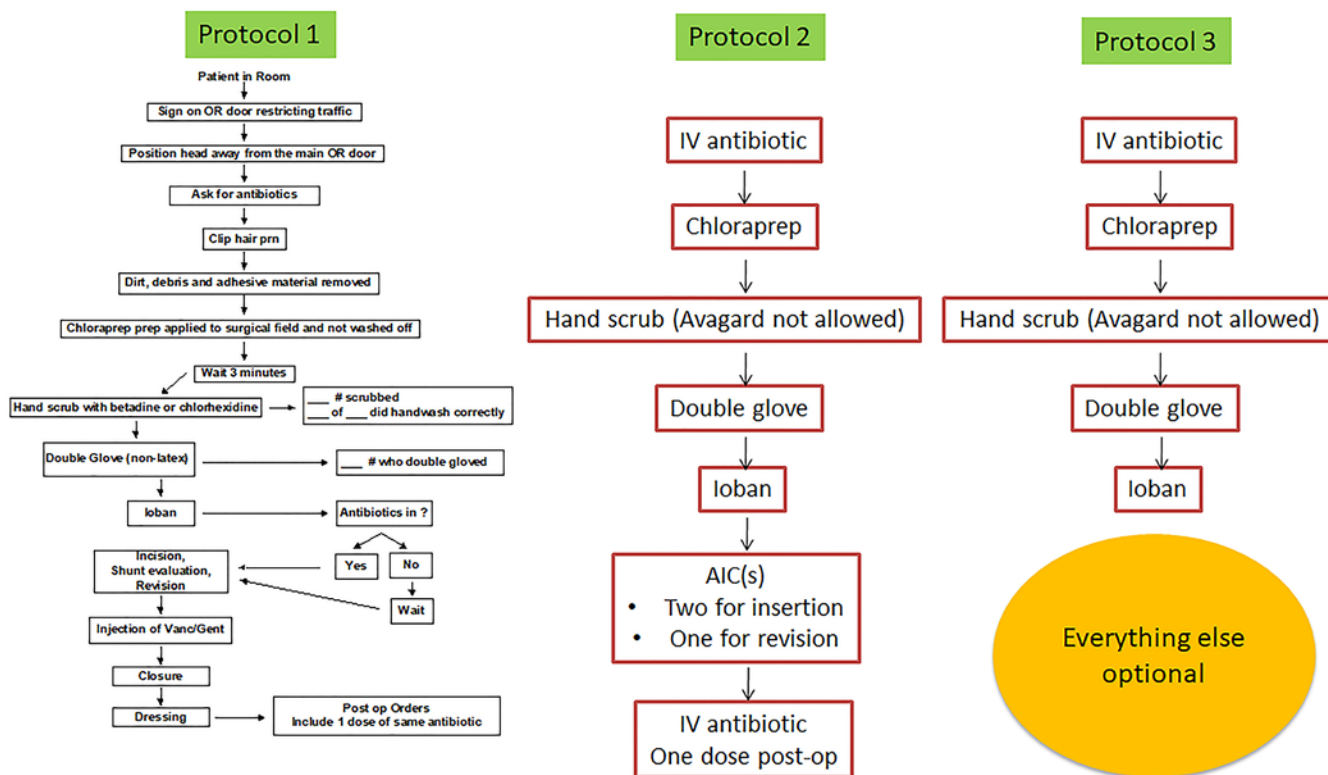 Protocol 1
Patient in Room
Sign on OR door restricting traffic
Position head away from the main OR door
Ask for antibiotics
Clip hair prn
Dirt, debris and adhesive material removed
Chloraprep prep applied to surgical field and not washed off
Wait 3 minutes
Hand scrub with betadine or chlorhexidine
___ # scrubbed
___ of ___ did handwash correctly
Double Glove (non-latex)
___ # who double gloved
Ioban
Antibiotics in ?
Yes
No
Wait
Incision,
Shunt evaluation,
Revision
Injection of Vanc/Gent
Closure
Dressing
Post op Orders
Include 1 dose of same antibiotic
Protocol 2
IV antibiotic
Chloraprep
Hand scrub (Avagard not allowed)
Double glove
Ioban
AIC(s)
• Two for insertion
• One for revision
IV antibiotic
One dose post-op
Protocol 3
IV antibiotic
Chloraprep
Hand scrub (Avagard not allowed)
Double glove
Ioban
Everything else
optional